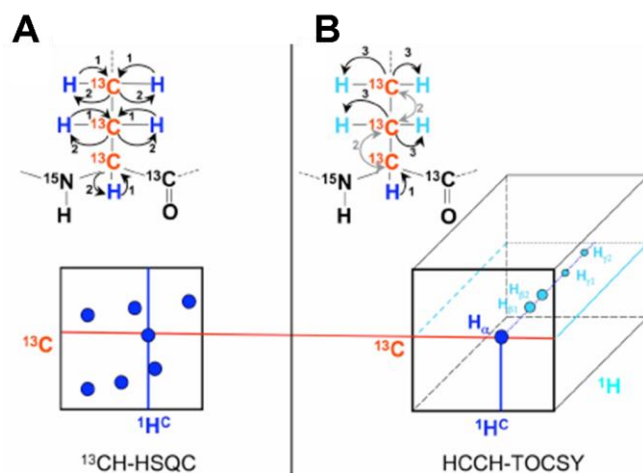 A
1 1
H ¹³C H
2 2
1 1
H ¹³C H
2 2
¹³C
¹⁵N ¹³C
2 1
H H O
¹³C
¹Hᶜ
¹³CH-HSQC
B
3 3
H ¹³C H
2
3
H ¹³C H
2 3
¹³C
¹⁵N ¹³C
1
H H O
Hγ2
Hγ1
Hβ2
Hβ1
Hα
¹³C
¹H
¹Hᶜ
HCCH-TOCSY